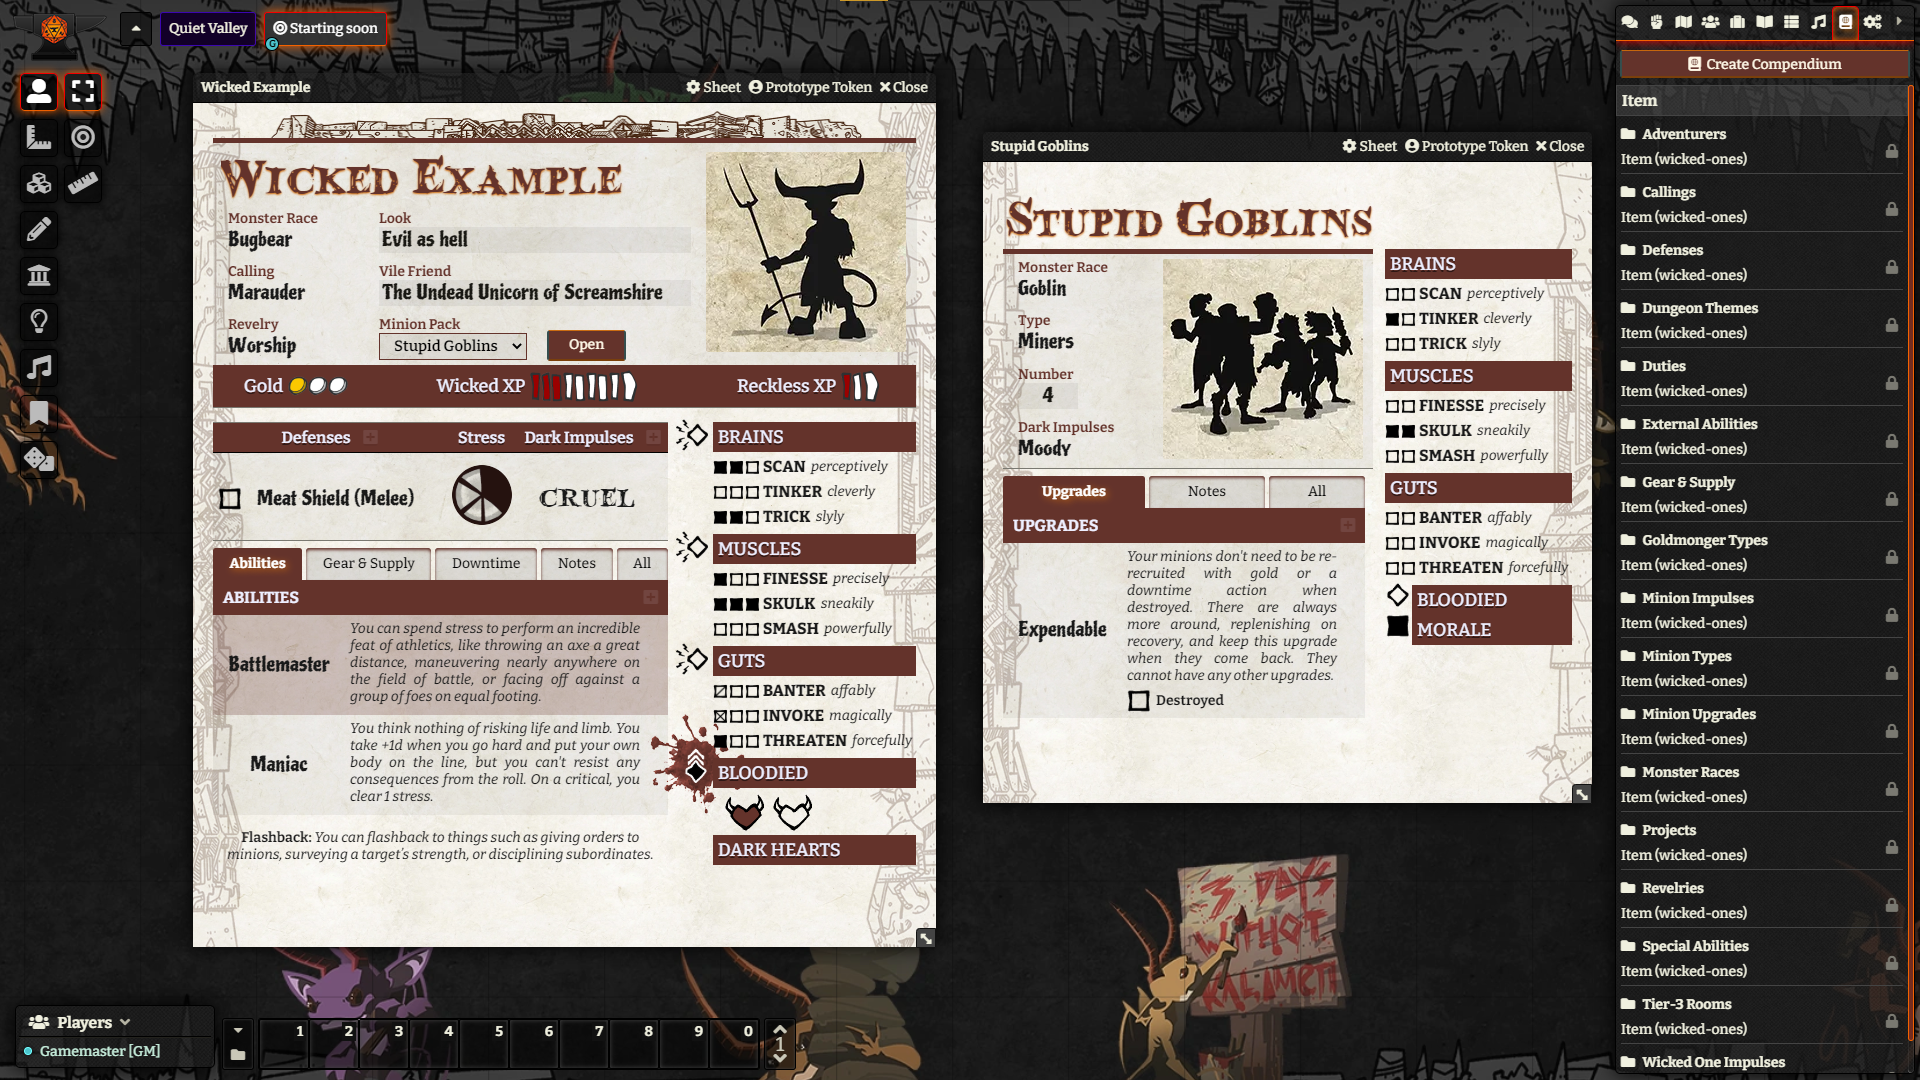 Quiet Valley
Starting soon
G
Wicked Example
Sheet
Prototype Token
Close
Wicked Example
Monster Race
Bugbear
Look
Evil as hell
Calling
Marauder
Vile Friend
The Undead Unicorn of Screamshire
Revelry
Worship
Minion Pack
Stupid Goblins
Open
Gold
Wicked XP
Reckless XP
Defenses
Stress
Dark Impulses
Meat Shield (Melee)
CRUEL
Abilities
Gear & Supply
Downtime
Notes
All
ABILITIES
Battlemaster
You can spend stress to perform an incredible
feat of athletics, like throwing an axe a great
distance, maneuvering nearly anywhere on
the field of battle, or facing off against a
group of foes on equal footing.
Maniac
You think nothing of risking life and limb. You
take +1d when you go hard and put your own
body on the line, but you can't resist any
consequences from the roll. On a critical, you
clear 1 stress.
Flashback: You can flashback to things such as giving orders to
minions, surveying a target's strength, or disciplining subordinates.
BRAINS
SCAN perceptively
TINKER cleverly
TRICK slyly
MUSCLES
FINESSE precisely
SKULK sneakily
SMASH powerfully
GUTS
BANTER affably
INVOKE magically
THREATEN forcefully
BLOODIED
DARK HEARTS
Stupid Goblins
Sheet
Prototype Token
Close
Stupid Goblins
Monster Race
Goblin
Type
Miners
Number
4
Dark Impulses
Moody
Upgrades
Notes
All
UPGRADES
Expendable
Your minions don't need to be re-
recruited with gold or a
downtime action when
destroyed. There are always
more around, replenishing on
recovery, and keep this upgrade
when they come back. They
cannot have any other upgrades.
Destroyed
BRAINS
SCAN perceptively
TINKER cleverly
TRICK slyly
MUSCLES
FINESSE precisely
SKULK sneakily
SMASH powerfully
GUTS
BANTER affably
INVOKE magically
THREATEN forcefully
BLOODIED
MORALE
3 DAYS
WITHOT
KALAMCTI
Create Compendium
Item
Adventurers
Item (wicked-ones)
Callings
Item (wicked-ones)
Defenses
Item (wicked-ones)
Dungeon Themes
Item (wicked-ones)
Duties
Item (wicked-ones)
External Abilities
Item (wicked-ones)
Gear & Supply
Item (wicked-ones)
Goldmonger Types
Item (wicked-ones)
Minion Impulses
Item (wicked-ones)
Minion Types
Item (wicked-ones)
Minion Upgrades
Item (wicked-ones)
Monster Races
Item (wicked-ones)
Projects
Item (wicked-ones)
Revelries
Item (wicked-ones)
Special Abilities
Item (wicked-ones)
Tier-3 Rooms
Item (wicked-ones)
Wicked One Impulses
Players
Gamemaster [GM]
1 2 3 4 5 6 7 8 9 0
1